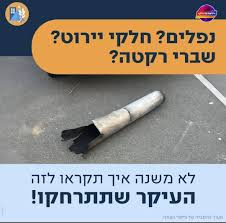 נפלים? חלקי יירוט?
שברי רקטה?
לא משנה איך תקראו לזה
העיקר שתתרחקו!